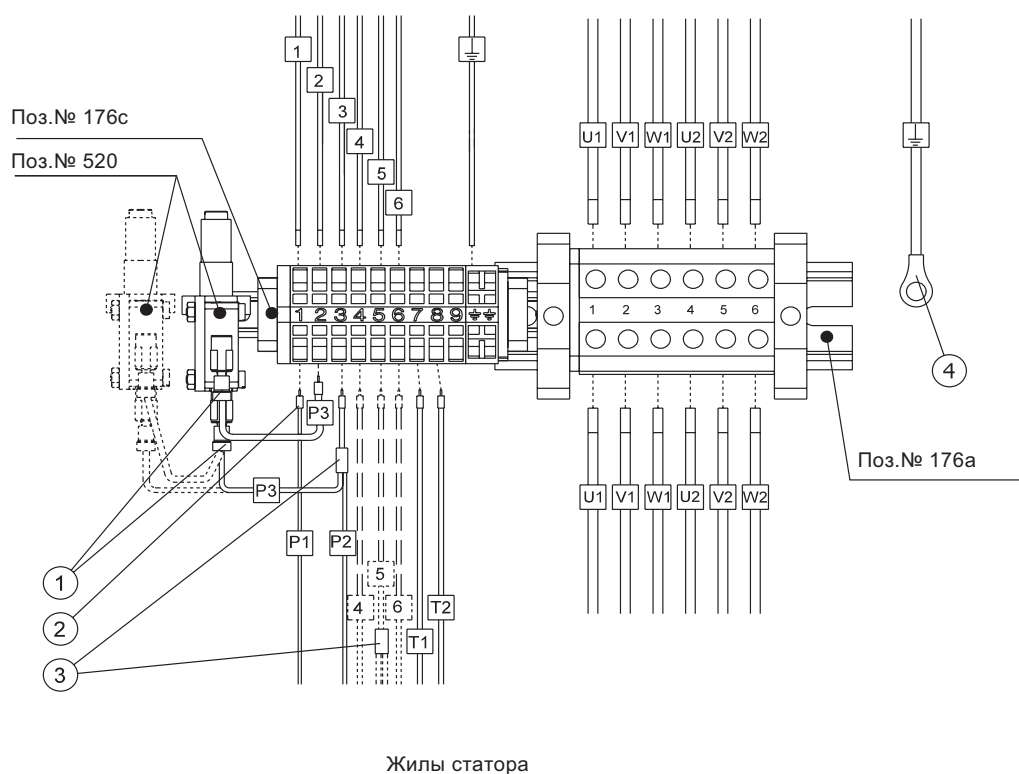 1
2
3
4
5
6
U1 V1 W1 U2 V2 W2
Поз.№ 176c
Поз.№ 520
1 2 3 4 5 6 7 8 9
1 2 3 4 5 6
4
P3
P3
Поз.№ 176a
U1 V1 W1 U2 V2 W2
P1 P2
5
4 6 T2
T1
1
2
3
Жилы статора